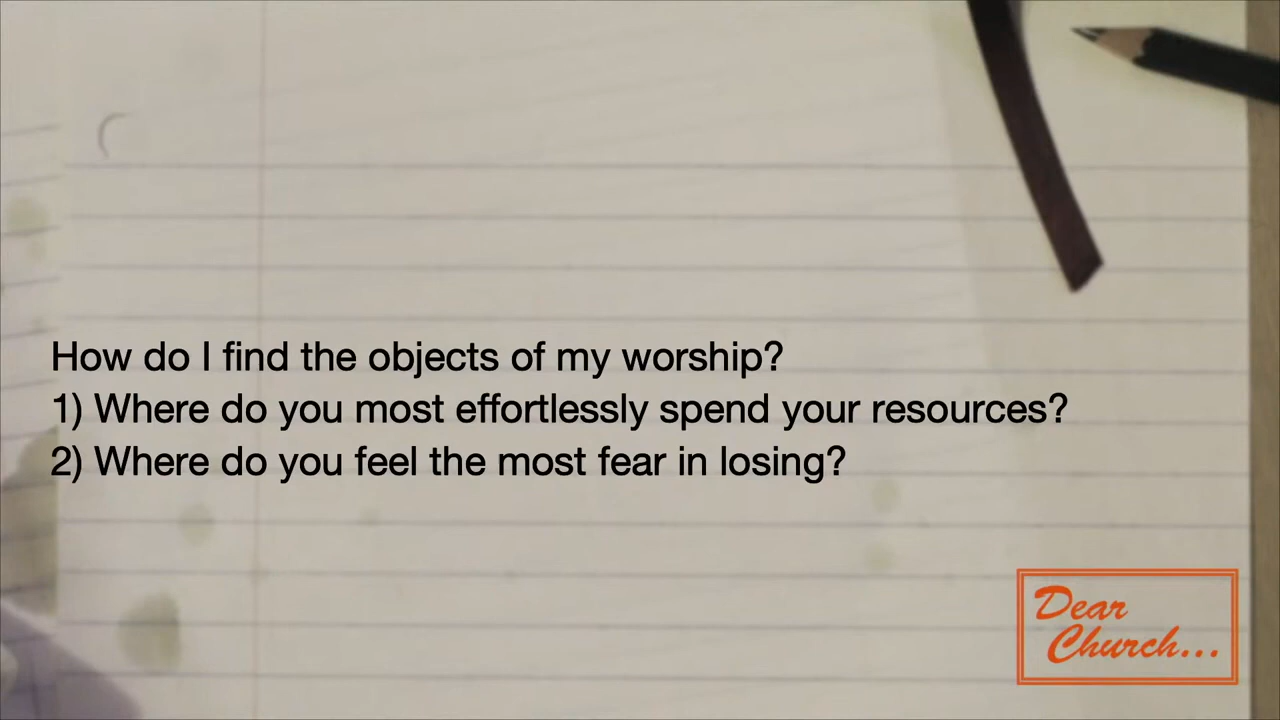 How do I find the objects of my worship?
1) Where do you most effortlessly spend your resources?
2) Where do you feel the most fear in losing?
Dear
Church...